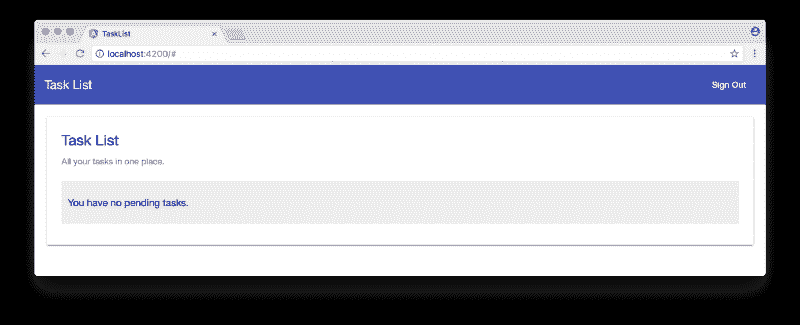 TaskList
localhost:4200/#
Task List
Sign Out
Task List
All your tasks in one place.
You have no pending tasks.